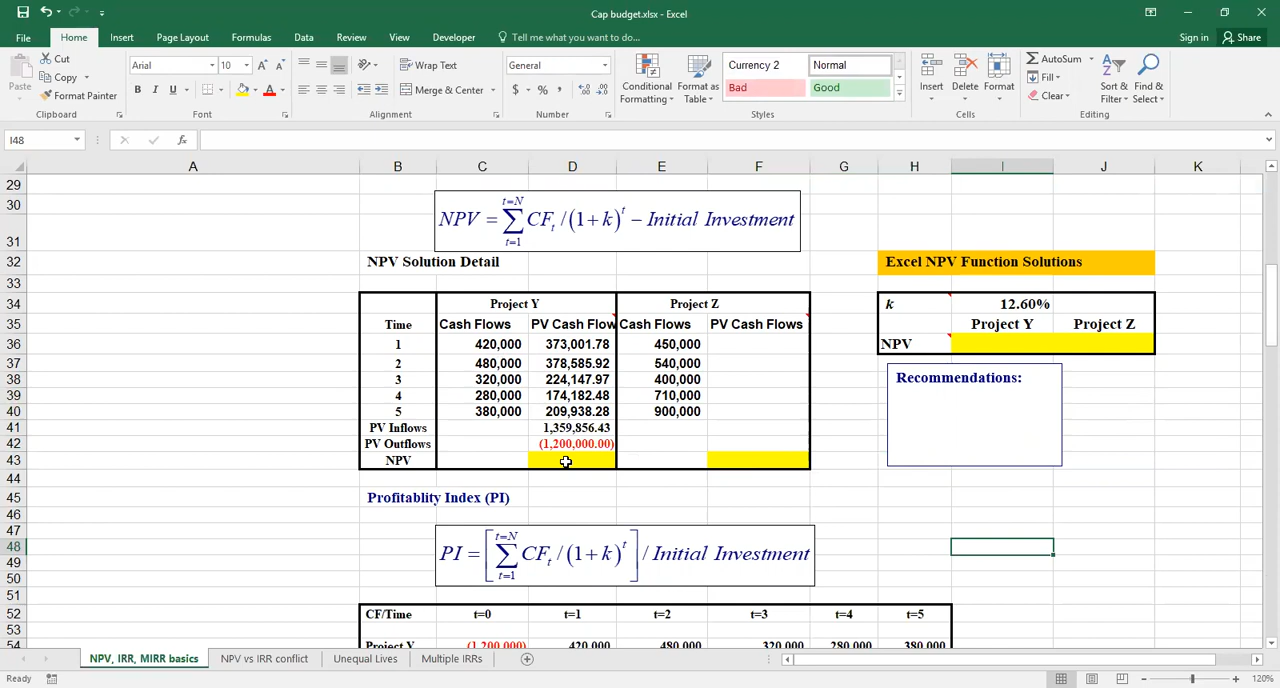 Cap budget.xlsx - Excel
File Home Insert Page Layout Formulas Data Review View Developer Tell me what you want to do... Sign in Share
Paste Cut Copy Format Painter Clipboard
Arial 10 A A B I U A Font
Wrap Text Merge & Center Alignment
General $ % , Number
Conditional Formatting Format as Table Currency 2 Normal Bad Good Styles
Insert Delete Format Cells
AutoSum Fill Clear Sort & Filter Find & Select Editing
I48 fx
A B C D E F G H I J K
29
30
NPV = ∑ t=1 t=N CFt /(1+k)^t − Initial Investment
31
32 NPV Solution Detail Excel NPV Function Solutions
33
34 Project Y Project Z k 12.60%
35 Time Cash Flows PV Cash Flow Cash Flows PV Cash Flows Project Y Project Z
36 1 420,000 373,001.78 450,000 NPV
37 2 480,000 378,585.92 540,000
Recommendations:
38 3 320,000 224,147.97 400,000
39 4 280,000 174,182.48 710,000
40 5 380,000 209,938.28 900,000
41 PV Inflows 1,359,856.43
42 PV Outflows (1,200,000.00)
43 NPV
44
45 Profitablity Index (PI)
46
47
PI = [ ∑ t=1 t=N CFt /(1+k)^t ] / Initial Investment
48
49
50
51
52 CF/Time t=0 t=1 t=2 t=3 t=4 t=5
53
54 Project Y (1,200,000) 420,000 480,000 320,000 280,000 380,000
NPV, IRR, MIRR basics NPV vs IRR conflict Unequal Lives Multiple IRRs
Ready 120%